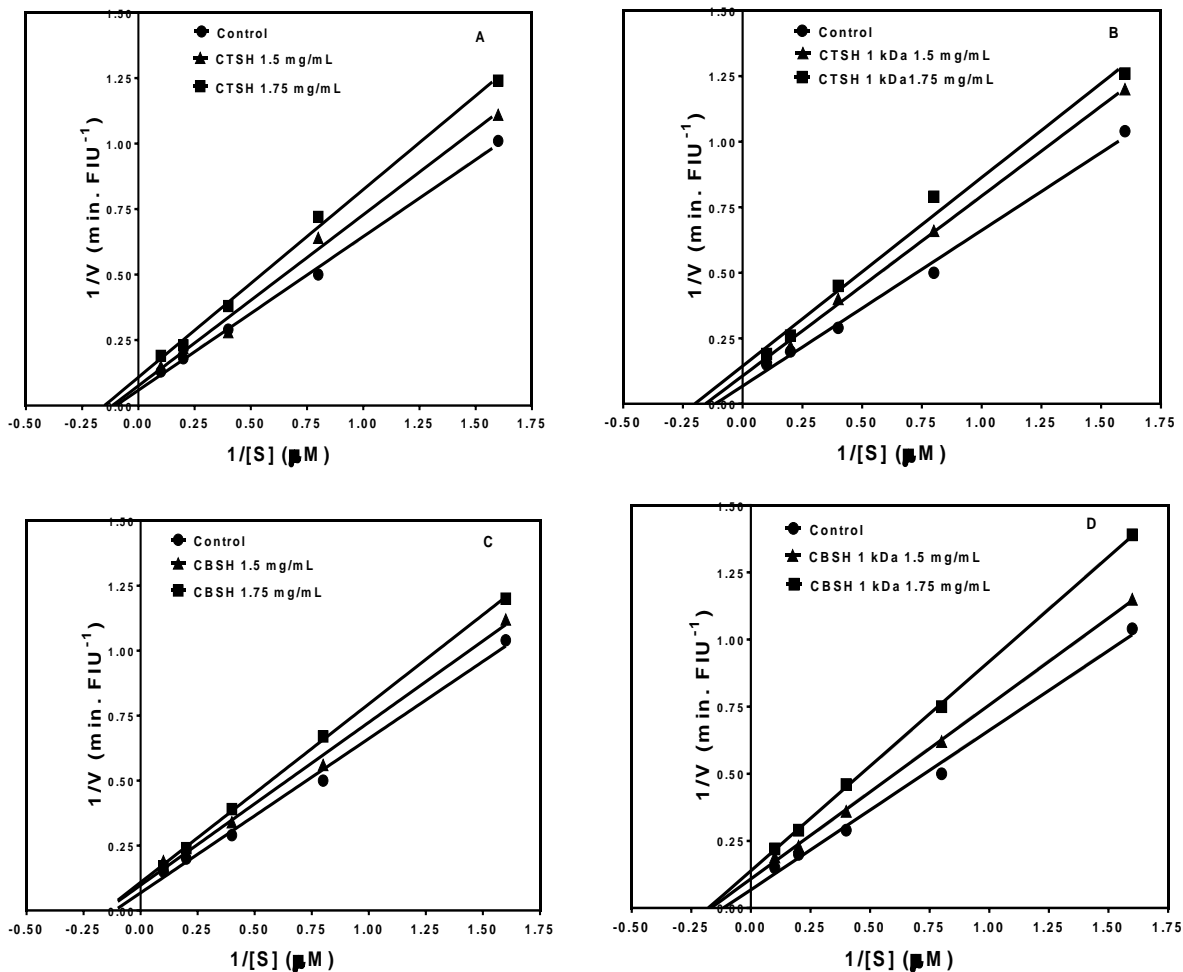 A
Control
CTSH 1.5 mg/mL
CTSH 1.75 mg/mL
1/V (min. FIU⁻¹)
1.50
1.25
1.00
0.75
0.50
0.25
0.00
-0.50 -0.25 0.00 0.25 0.50 0.75 1.00 1.25 1.50 1.75
1/[S] (μM)
B
Control
CTSH 1 kDa 1.5 mg/mL
CTSH 1 kDa1.75 mg/mL
1/V (min. FIU⁻¹)
1.50
1.25
1.00
0.75
0.50
0.25
0.00
-0.50 -0.25 0.00 0.25 0.50 0.75 1.00 1.25 1.50 1.75
1/[S] (μM)
C
Control
CBSH 1.5 mg/mL
CBSH 1.75 mg/mL
1/V (min. FIU⁻¹)
1.50
1.25
1.00
0.75
0.50
0.25
0.00
-0.50 -0.25 0.00 0.25 0.50 0.75 1.00 1.25 1.50 1.75
1/[S] (μM)
D
Control
CBSH 1 kDa 1.5 mg/mL
CBSH 1 kDa 1.75 mg/mL
1/V (min. FIU⁻¹)
1.50
1.25
1.00
0.75
0.50
0.25
0.00
-0.50 -0.25 0.00 0.25 0.50 0.75 1.00 1.25 1.50 1.75
1/[S] (μM)